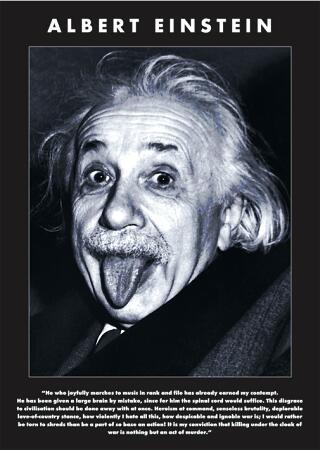 ALBERT EINSTEIN
"He who joyfully marches to music in rank and file has already earned my contempt.
He has been given a large brain by mistake, since for him the spinal cord would suffice. This disgrace
to civilisation should be done away with at once. Heroism at command, senseless brutality, deplorable
love-of-country stance, how violently I hate all this, how despicable and ignoble war is; I would rather
be torn to shreds than be a part of so base an action! It is my conviction that killing under the cloak of
war is nothing but an act of murder."